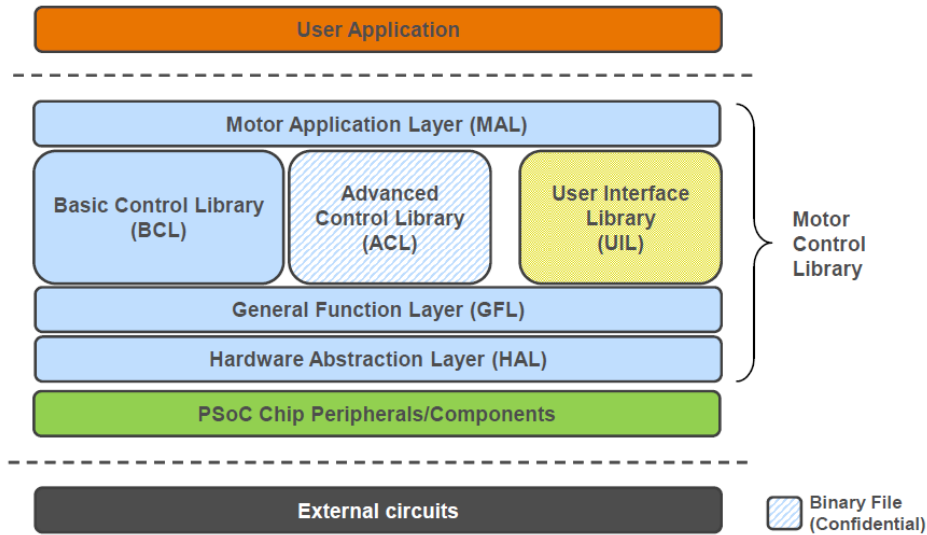 User Application
Motor Application Layer (MAL)
Basic Control Library
(BCL)
Advanced
Control Library
(ACL)
User Interface
Library
(UIL)
Motor
Control
Library
General Function Layer (GFL)
Hardware Abstraction Layer (HAL)
PSoC Chip Peripherals/Components
External circuits
Binary File
(Confidential)